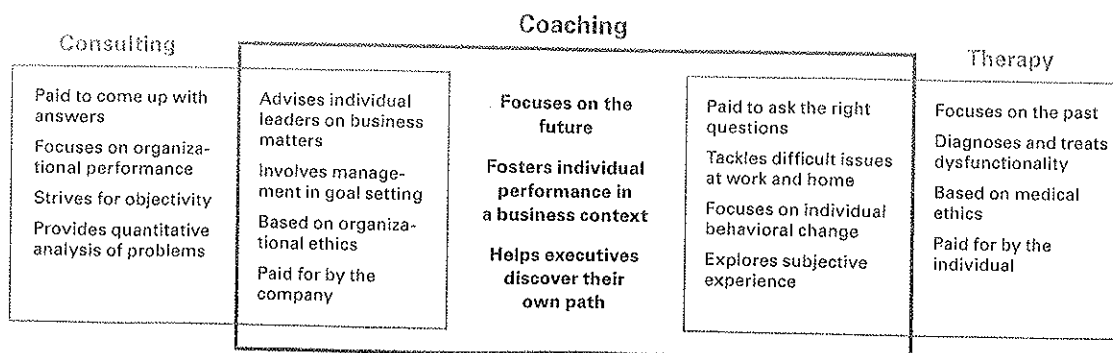 Coaching
Consulting
Therapy
Paid to come up with
answers
Focuses on organiza-
tional performance
Strives for objectivity
Provides quantitative
analysis of problems
Advises individual
leaders on business
matters
Involves manage-
ment in goal setting
Based on organiza-
tional ethics
Paid for by the
company
Focuses on the
future
Fosters individual
performance in
a business context
Helps executives
discover their
own path
Paid to ask the right
questions
Tackles difficult issues
at work and home
Focuses on individual
behavioral change
Explores subjective
experience
Focuses on the past
Diagnoses and treats
dysfunctionality
Based on medical
ethics
Paid for by the
individual